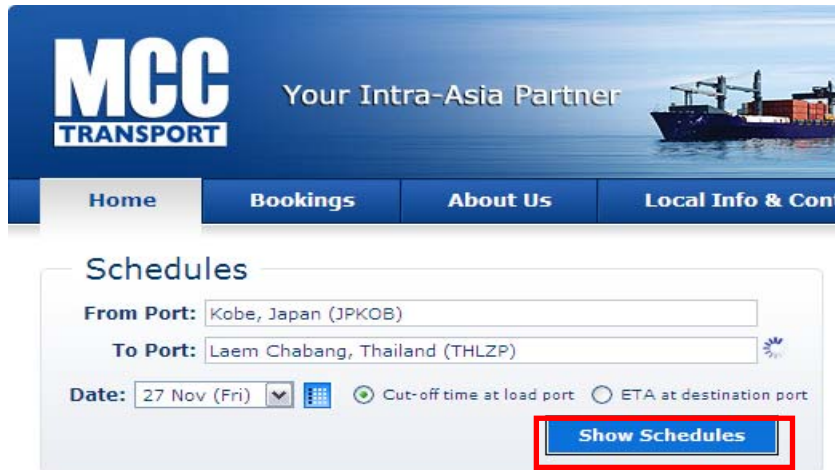 MCC
TRANSPORT
Your Intra-Asia Partner
Home Bookings About Us Local Info &
Schedules
From Port: Kobe, Japan (JPKOB)
To Port: Laem Chabang, Thailand (THLZP)
Date: 27 Nov (Fri) Cut-off time at load port ETA at destination port
Show Schedules